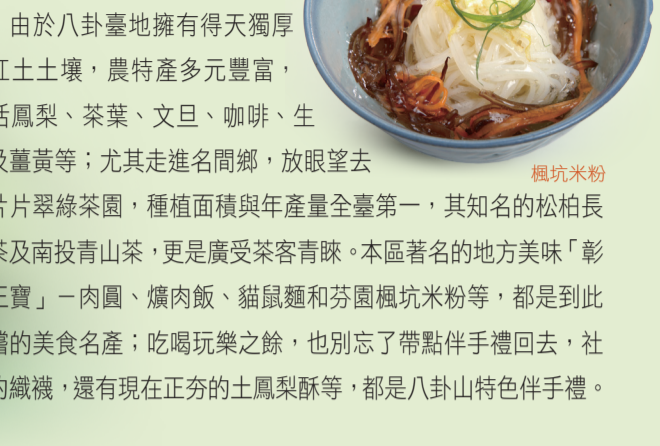 由於八卦臺地擁有得天獨厚
紅土土壤，農特產多元豐富，
括鳳梨、茶葉、文旦、咖啡、生
及薑黃等；尤其走進名間鄉，放眼望去
楓坑米粉
片片翠綠茶園，種植面積與年產量全臺第一，其知名的松柏長
茶及南投青山茶，更是廣受茶客青睞。本區著名的地方美味「彰
三寶」－肉圓、爌肉飯、貓鼠麵和芬園楓坑米粉等，都是到此
嚐的美食名產；吃喝玩樂之餘，也別忘了帶點伴手禮回去，社
的織襪，還有現在正夯的土鳳梨酥等，都是八卦山特色伴手禮。